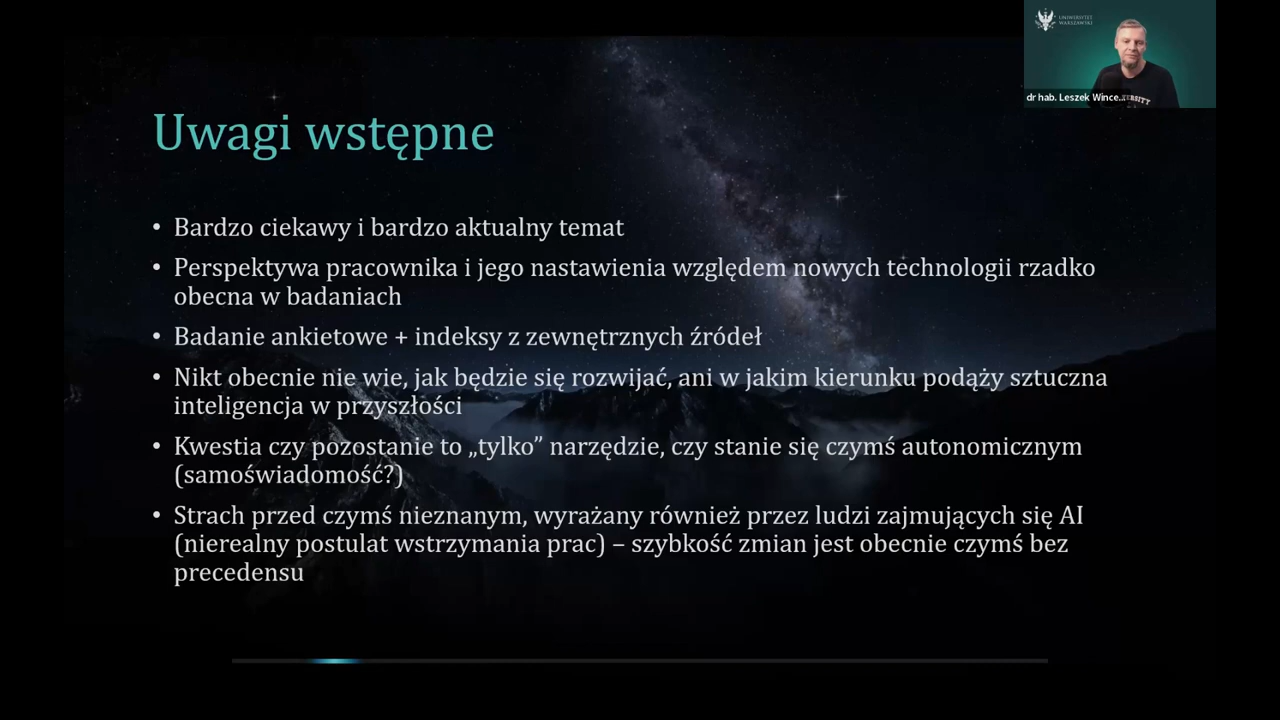 UNIWERSYTET
WARSZAWSKI
dr hab. Leszek Wince...
Uwagi wstępne
• Bardzo ciekawy i bardzo aktualny temat
• Perspektywa pracownika i jego nastawienia względem nowych technologii rzadko
obecna w badaniach
• Badanie ankietowe + indeksy z zewnętrznych źródeł
• Nikt obecnie nie wie, jak będzie się rozwijać, ani w jakim kierunku podąży sztuczna
inteligencja w przyszłości
• Kwestia czy pozostanie to „tylko” narzędzie, czy stanie się czymś autonomicznym
(samoświadomość?)
• Strach przed czymś nieznanym, wyrażany również przez ludzi zajmujących się AI
(nierealny postulat wstrzymania prac) – szybkość zmian jest obecnie czymś bez
precedensu